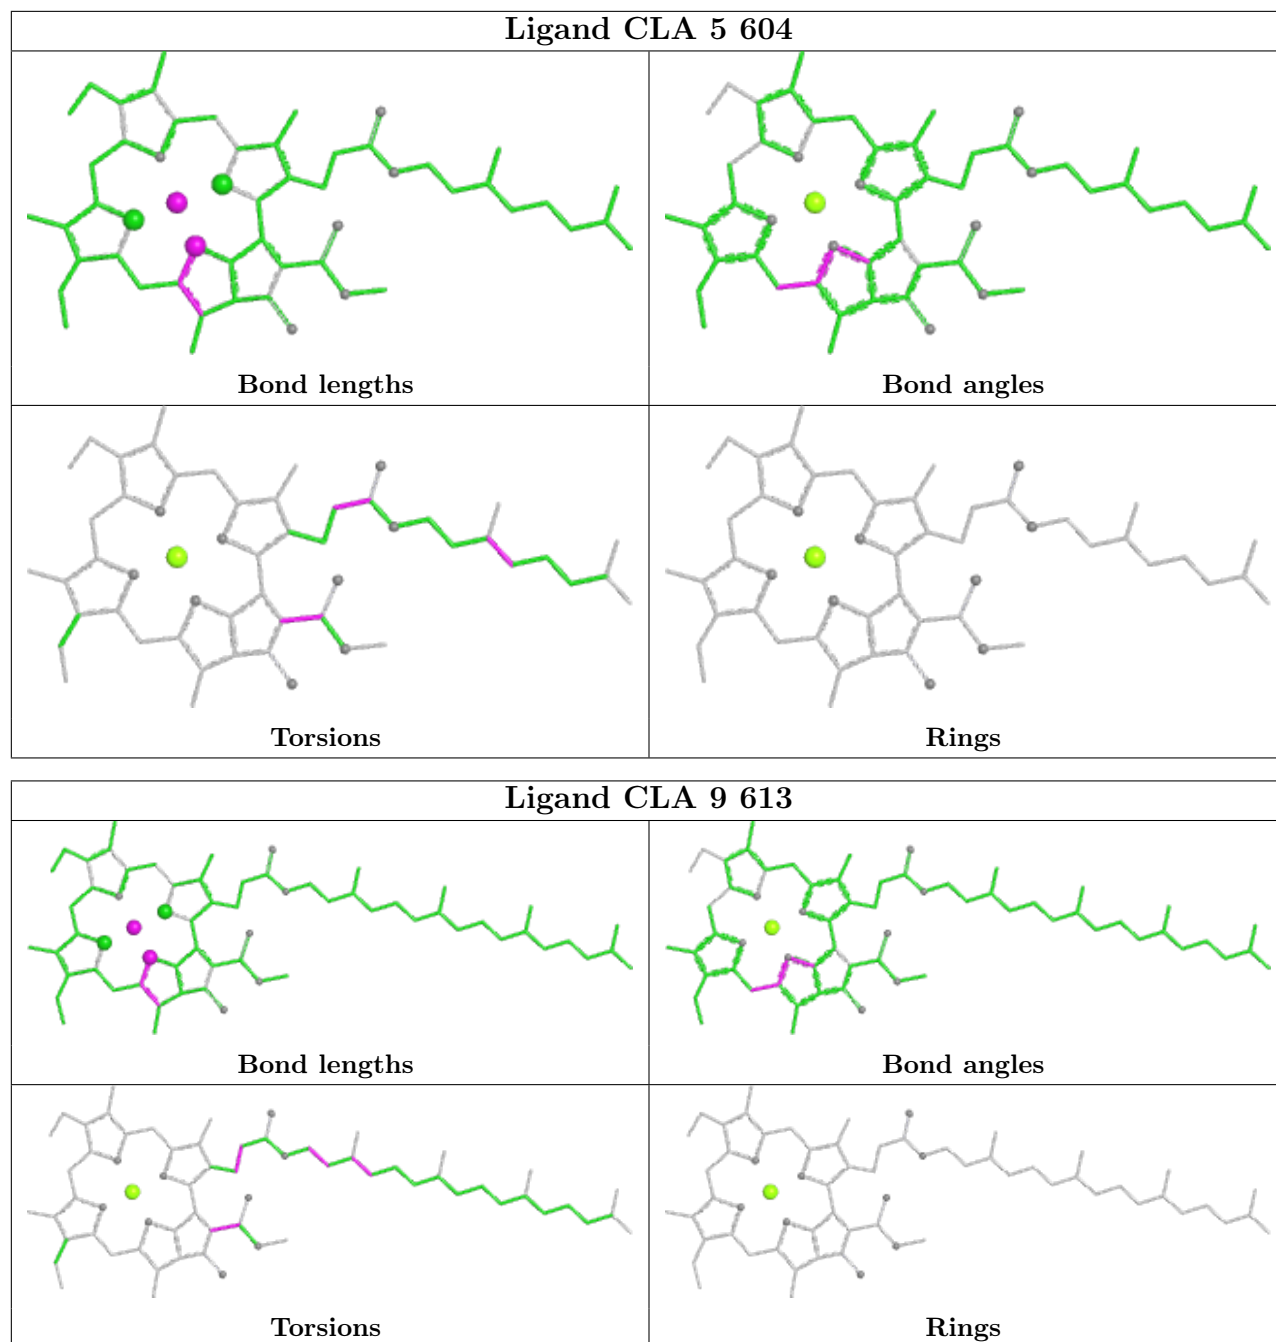 Ligand CLA 5 604
Bond lengths
Bond angles
Torsions
Rings
Ligand CLA 9 613
Bond lengths
Bond angles
Torsions
Rings